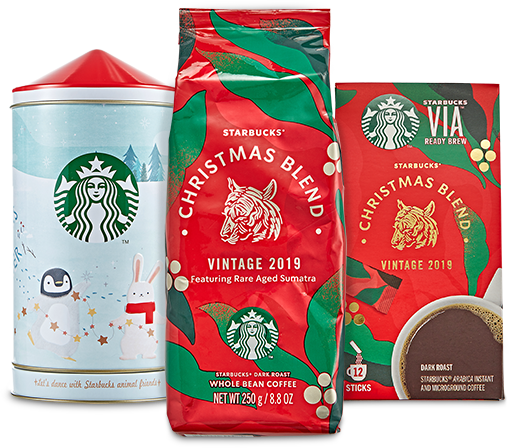 Let's dance with Starbucks animal friends
STARBUCKS®
CHRISTMAS BLEND
VINTAGE 2019
Featuring Rare Aged Sumatra
STARBUCKS® DARK ROAST
WHOLE BEAN COFFEE
NET WT 250 g / 8.8 OZ
STARBUCKS
VIA
READY BREW
STARBUCKS®
CHRISTMAS BLEND
VINTAGE 2019
12
STICKS
DARK ROAST
STARBUCKS® ARABICA INSTANT
AND MICROGROUND COFFEE